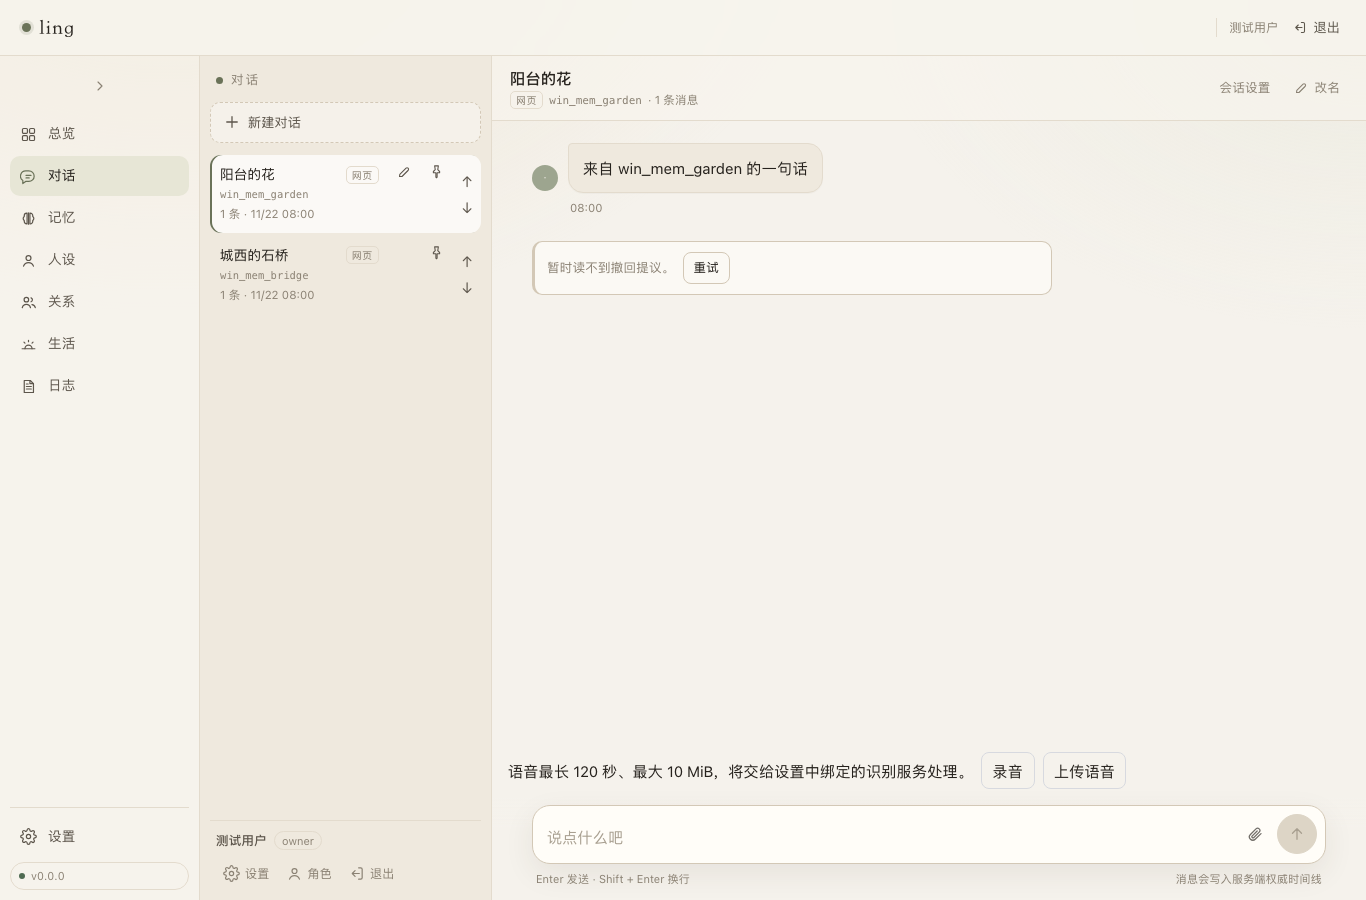 ling
测试用户
退出
总览
对话
记忆
人设
关系
生活
日志
设置
v0.0.0
对话
新建对话
阳台的花
网页
win_mem_garden
1 条 · 11/22 08:00
城西的石桥
网页
win_mem_bridge
1 条 · 11/22 08:00
测试用户
owner
设置
角色
退出
阳台的花
网页 win_mem_garden · 1 条消息
会话设置
改名
来自 win_mem_garden 的一句话
08:00
暂时读不到撤回提议。
重试
语音最长 120 秒、最大 10 MiB，将交给设置中绑定的识别服务处理。
录音
上传语音
说点什么吧
Enter 发送 · Shift + Enter 换行
消息会写入服务端权威时间线